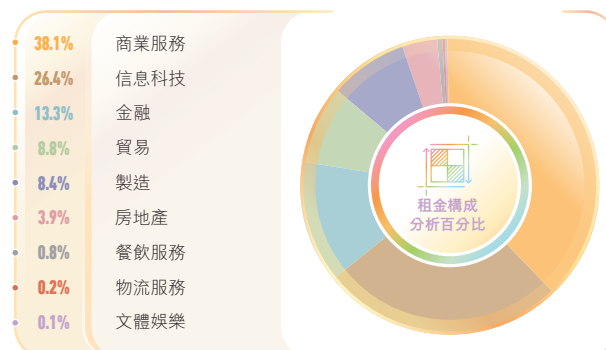 38.1% 商業服務
26.4% 信息科技
13.3% 金融
8.8% 貿易
8.4% 製造
3.9% 房地產
0.8% 餐飲服務
0.2% 物流服務
0.1% 文體娛樂
租金構成
分析百分比